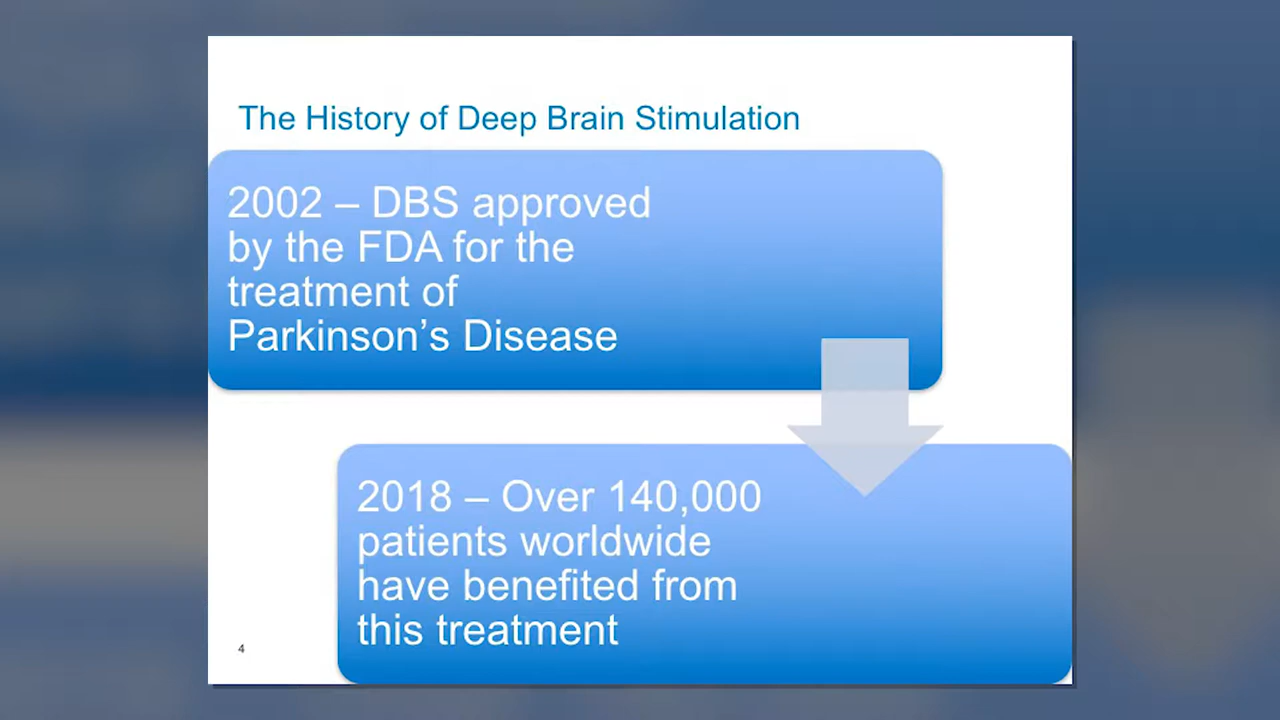 The History of Deep Brain Stimulation
2002 – DBS approved
by the FDA for the
treatment of
Parkinson’s Disease
2018 – Over 140,000
patients worldwide
have benefited from
this treatment
4